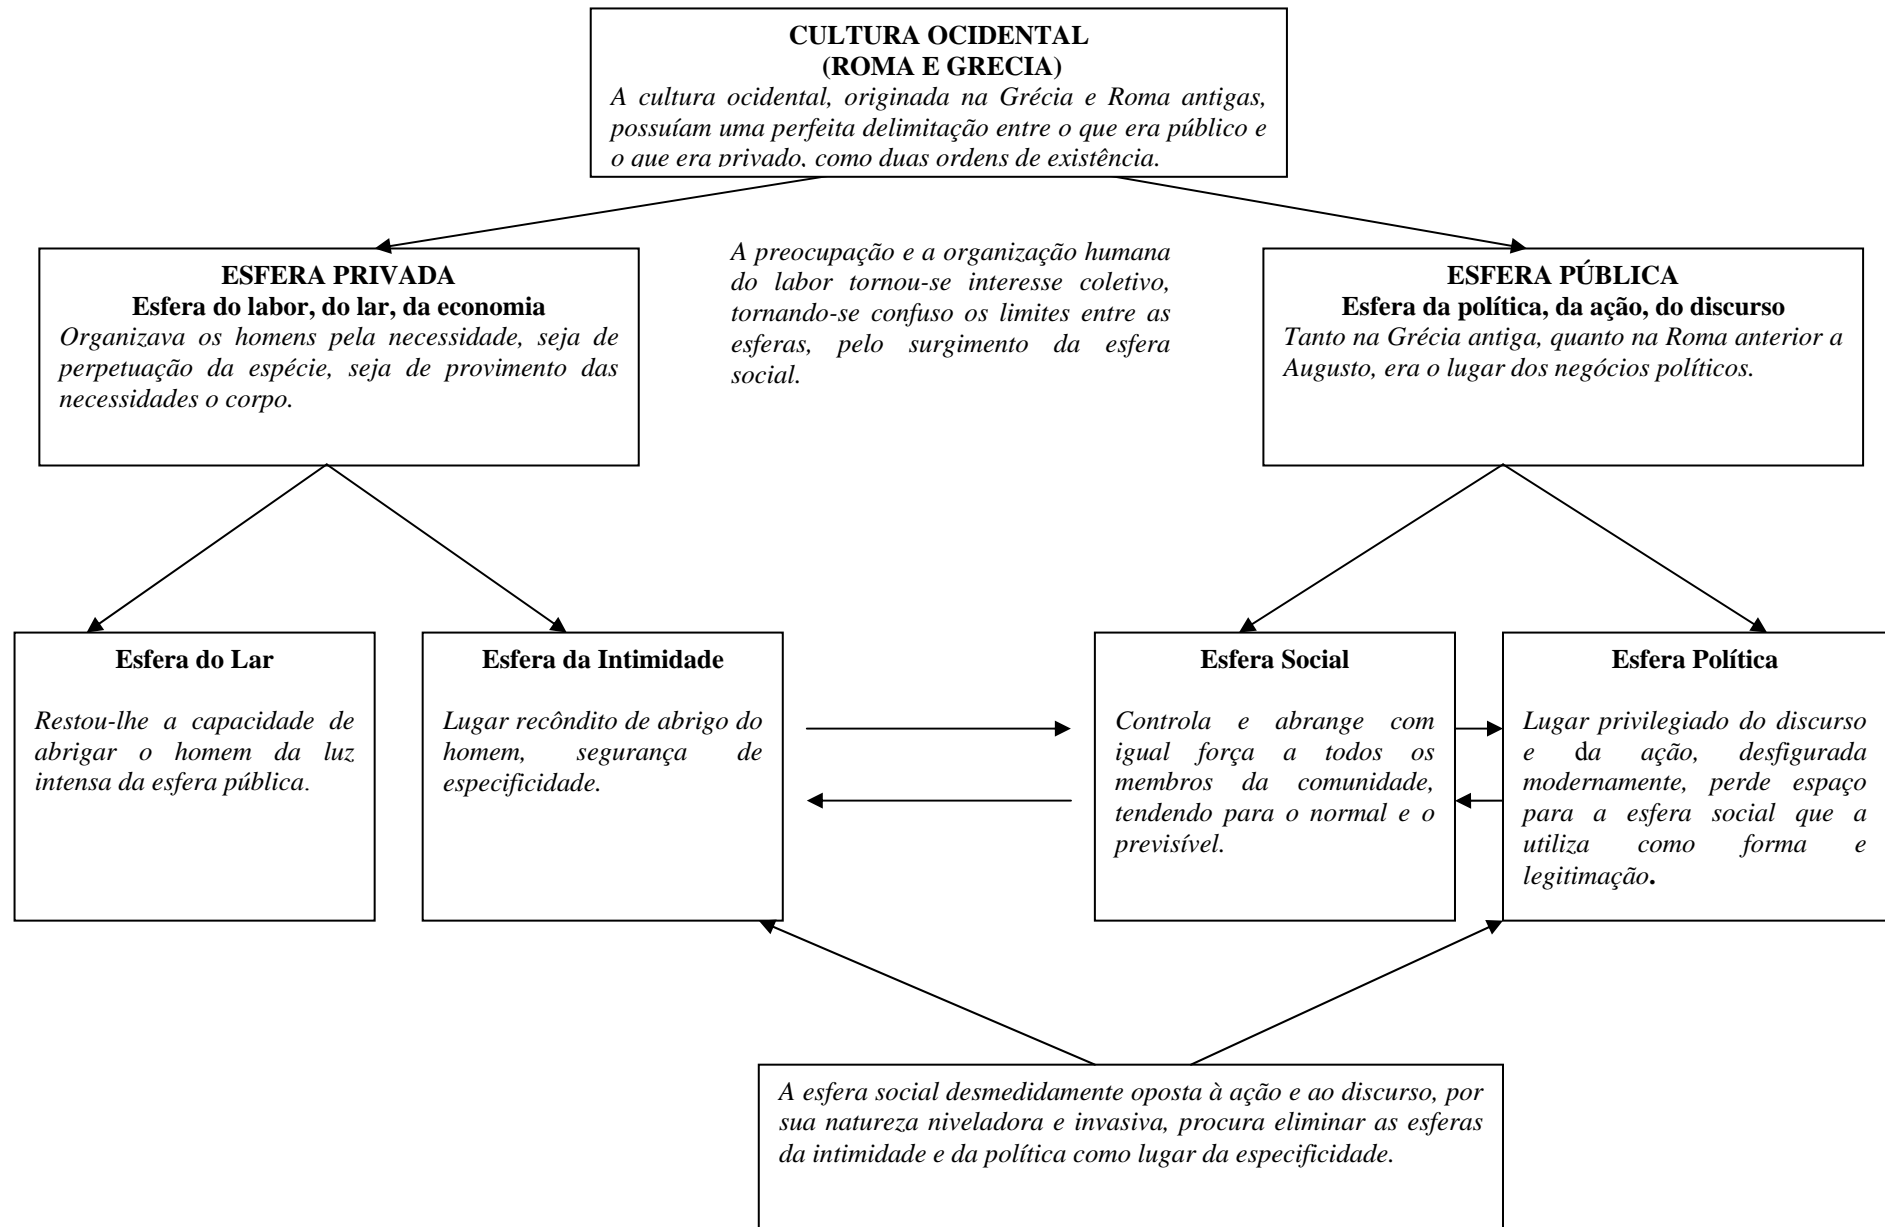 CULTURA OCIDENTAL
(ROMA E GRECIA)
A cultura ocidental, originada na Grécia e Roma antigas,
possuíam uma perfeita delimitação entre o que era público e
o que era privado, como duas ordens de existência.
ESFERA PRIVADA
Esfera do labor, do lar, da economia
Organizava os homens pela necessidade, seja de
perpetuação da espécie, seja de provimento das
necessidades o corpo.
A preocupação e a organização humana
do labor tornou-se interesse coletivo,
tornando-se confuso os limites entre as
esferas, pelo surgimento da esfera
social.
ESFERA PÚBLICA
Esfera da política, da ação, do discurso
Tanto na Grécia antiga, quanto na Roma anterior a
Augusto, era o lugar dos negócios políticos.
Esfera do Lar
Restou-lhe a capacidade de
abrigar o homem da luz
intensa da esfera pública.
Esfera da Intimidade
Lugar recôndito de abrigo do
homem, segurança de
especificidade.
Esfera Social
Controla e abrange com
igual força a todos os
membros da comunidade,
tendendo para o normal e o
previsível.
Esfera Política
Lugar privilegiado do discurso
e da ação, desfigurada
modernamente, perde espaço
para a esfera social que a
utiliza como forma e
legitimação.
A esfera social desmedidamente oposta à ação e ao discurso, por
sua natureza niveladora e invasiva, procura eliminar as esferas
da intimidade e da política como lugar da especificidade.